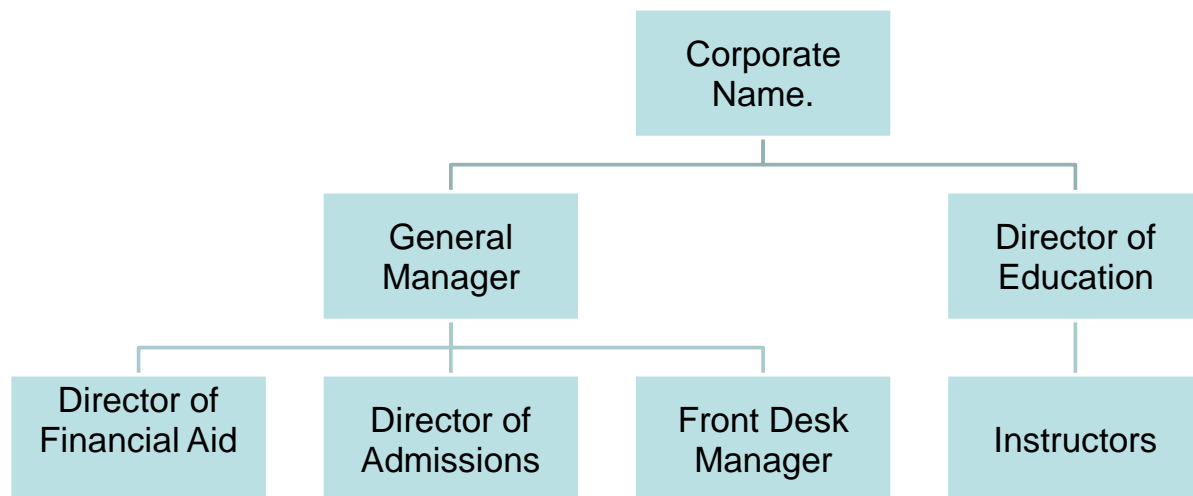 Corporate
Name.
General
Manager
Director of
Education
Director of
Financial Aid
Director of
Admissions
Front Desk
Manager
Instructors